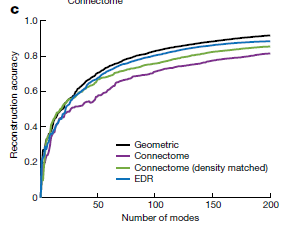 Connectome
c
1.0
0.8
0.6
0.4
0.2
0
Reconstruction accuracy
Geometric
Connectome
Connectome (density matched)
EDR
50 100 150 200
Number of modes